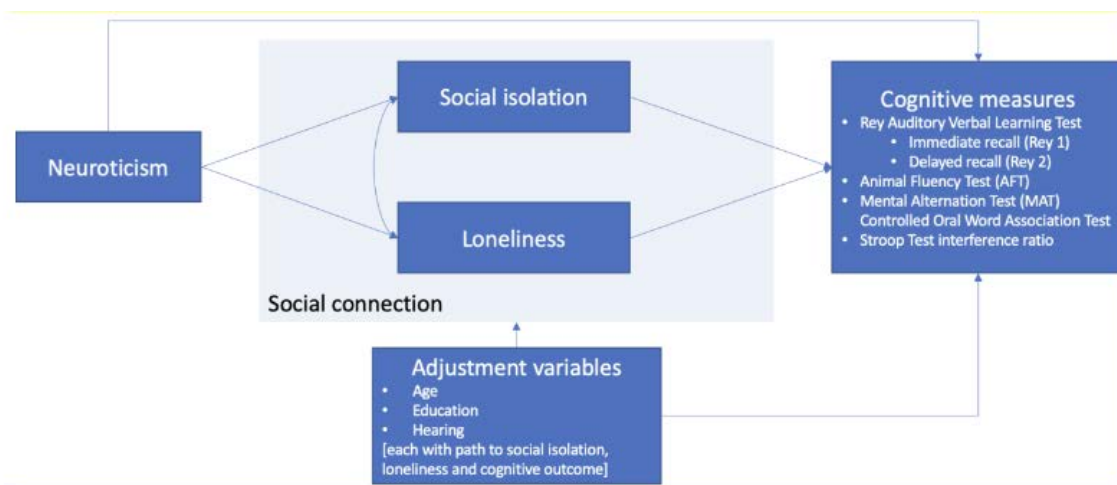 Social isolation
Neuroticism
Loneliness
Social connection
Cognitive measures
• Rey Auditory Verbal Learning Test
• Immediate recall (Rey 1)
• Delayed recall (Rey 2)
• Animal Fluency Test (AFT)
• Mental Alternation Test (MAT)
Controlled Oral Word Association Test
• Stroop Test interference ratio
Adjustment variables
• Age
• Education
• Hearing
[each with path to social isolation,
loneliness and cognitive outcome]